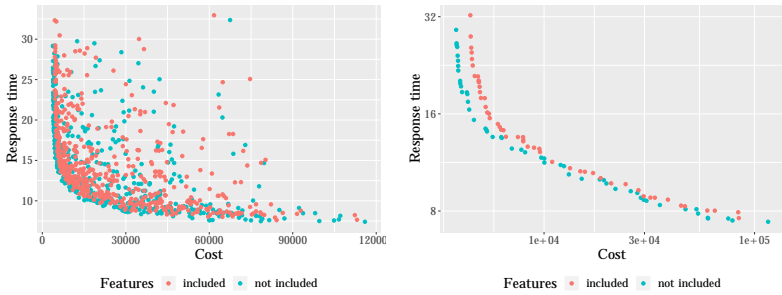 30
25
20
15
10
Response time
0
30000
60000
90000
120000
Cost
Features included not included
32
16
8
Response time
1e+04
3e+04
1e+05
Cost
Features included not included